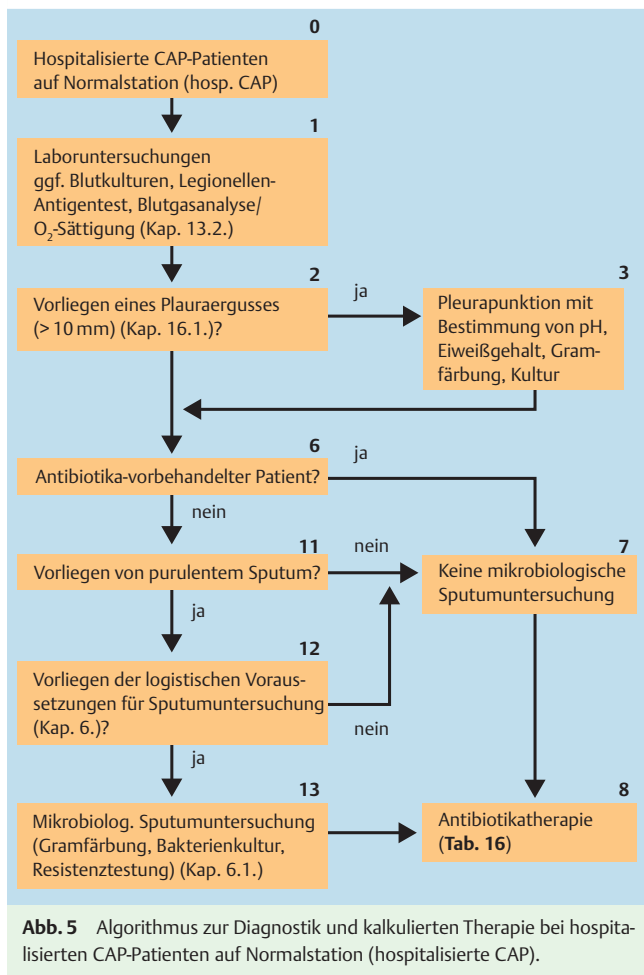 0
Hospitalisierte CAP-Patienten
auf Normalstation (hosp. CAP)
1
Laboruntersuchungen
ggf. Blutkulturen, Legionellen-
Antigentest, Blutgasanalyse/
O₂-Sättigung (Kap. 13.2.)
2
Vorliegen eines Plauraergusses
(> 10 mm) (Kap. 16.1.)?
ja
3
Pleurapunktion mit
Bestimmung von pH,
Eiweißgehalt, Gram-
färbung, Kultur
6
Antibiotika-vorbehandelter Patient?
ja
nein
11
Vorliegen von purulentem Sputum?
nein
7
Keine mikrobiologische
Sputumuntersuchung
ja
12
Vorliegen der logistischen Voraus-
setzungen für Sputumuntersuchung
(Kap. 6.)?
nein
ja
13
Mikrobiolog. Sputumuntersuchung
(Gramfärbung, Bakterienkultur,
Resistenztestung) (Kap. 6.1.)
8
Antibiotikatherapie
(Tab. 16)
Abb. 5 Algorithmus zur Diagnostik und kalkulierten Therapie bei hospita-
lisierten CAP-Patienten auf Normalstation (hospitalisierte CAP).